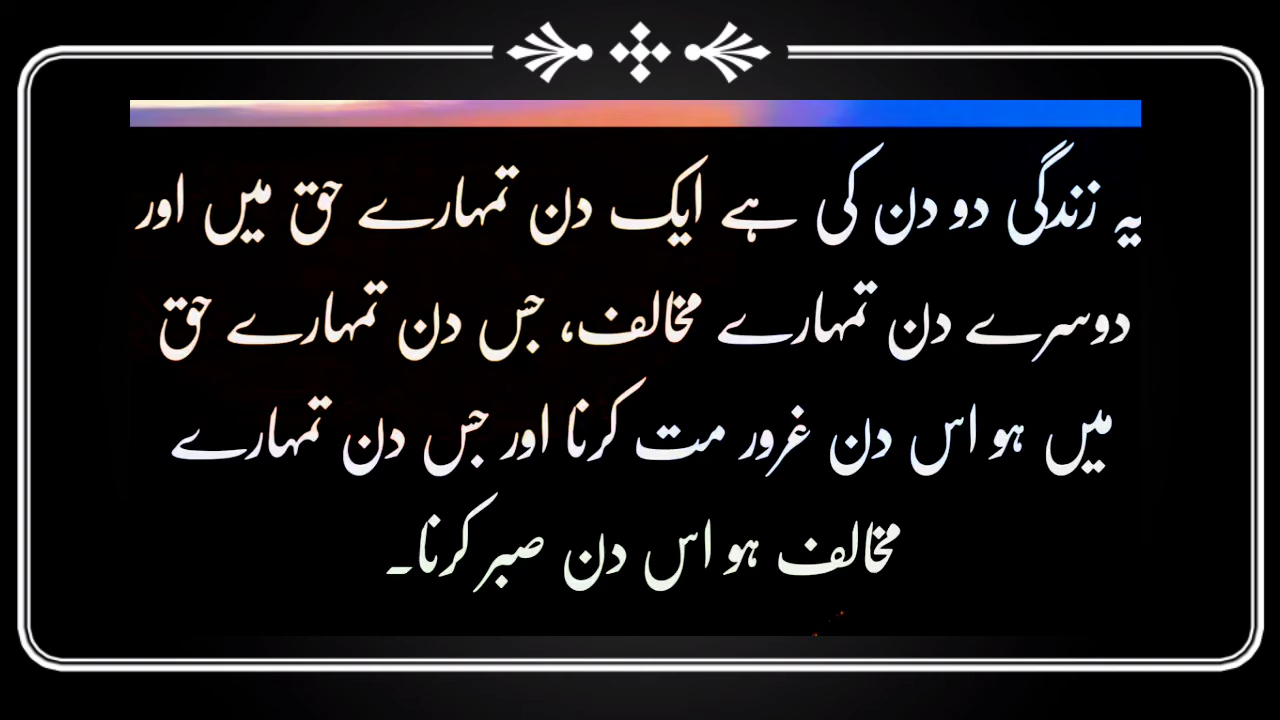 یہ زندگی دو دن کی ہے ایک دن تمہارے حق میں اور
دوسرے دن تمہارے مخالف، جس دن تمہارے حق
میں ہو اس دن غرور مت کرنا اور جس دن تمہارے
مخالف ہو اس دن صبر کرنا۔